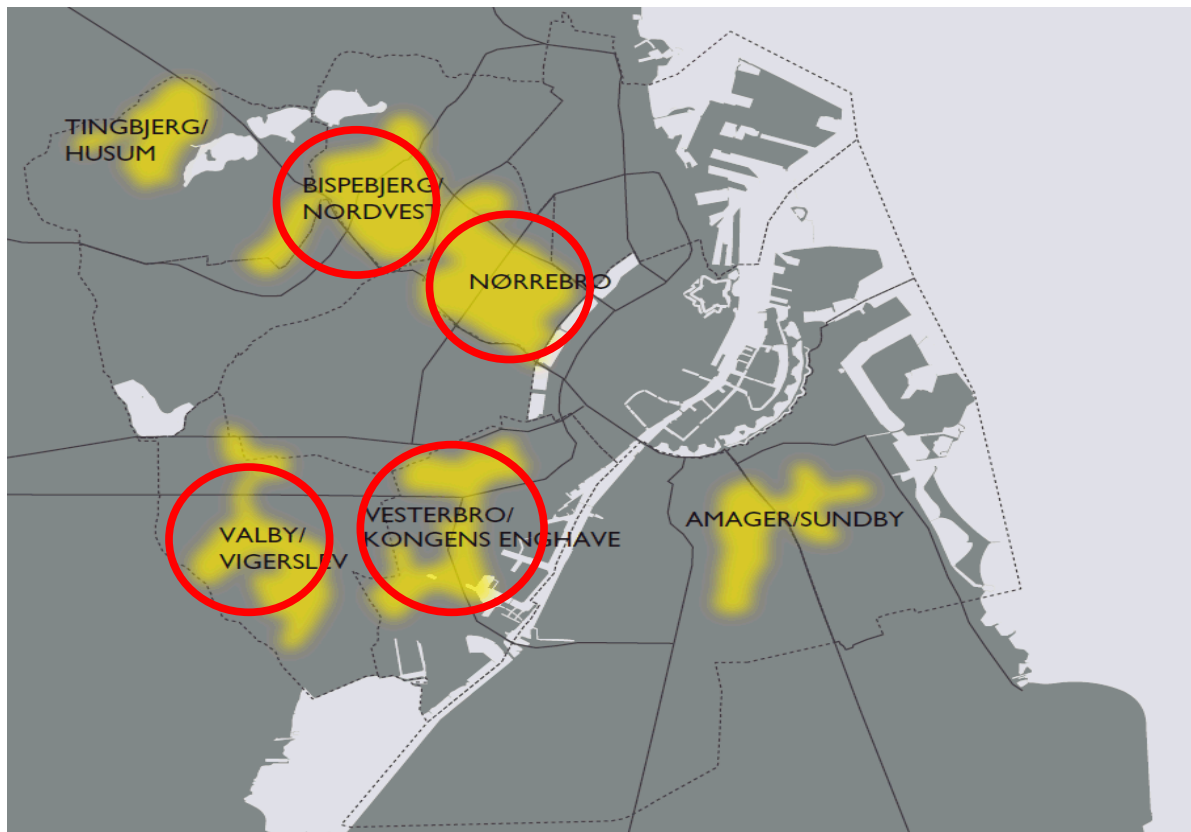 TINGBJERG/
HUSUM
BISPEBJERG/
NORDVEST
NØRREBRO
VALBY/
VIGERSLEV
VESTERBRO/
KONGENS ENGHAVE
AMAGER/SUNDBY